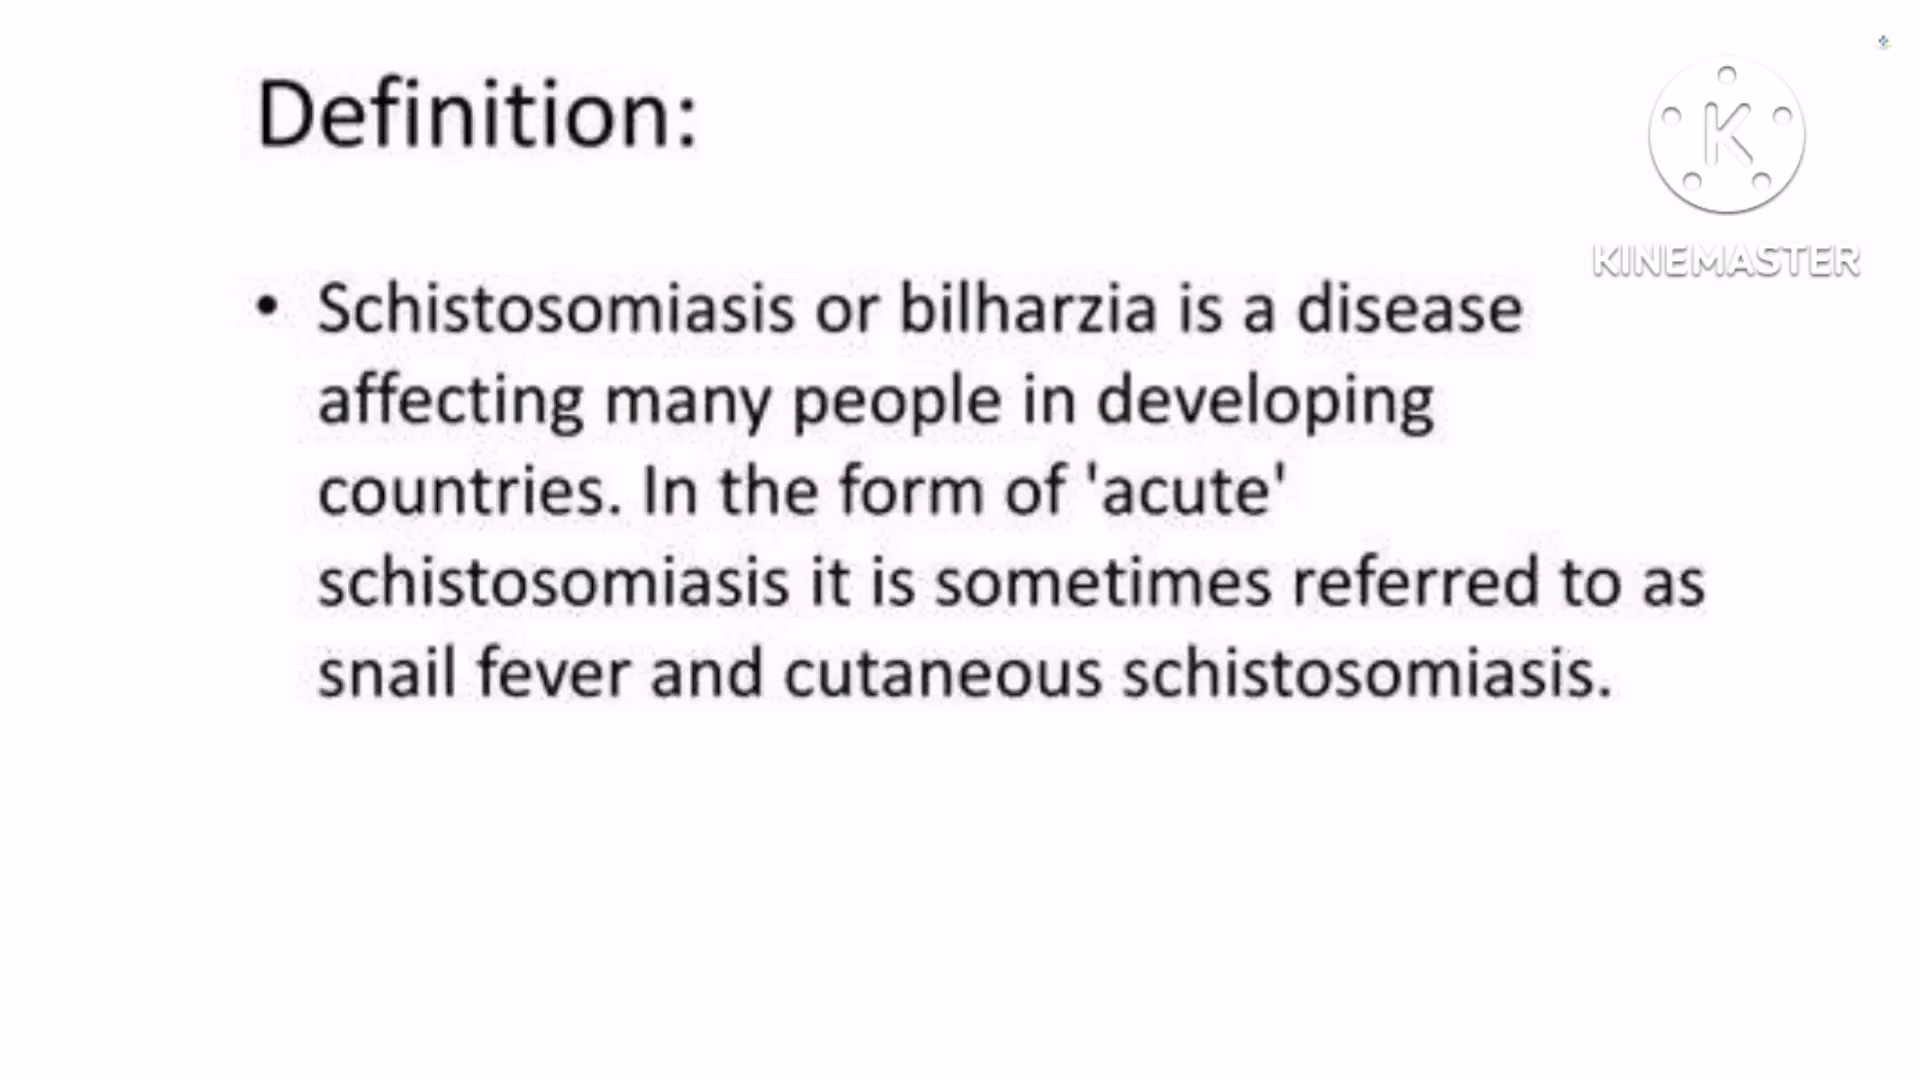 Definition:
KINEMASTER
• Schistosomiasis or bilharzia is a disease
affecting many people in developing
countries. In the form of 'acute'
schistosomiasis it is sometimes referred to as
snail fever and cutaneous schistosomiasis.